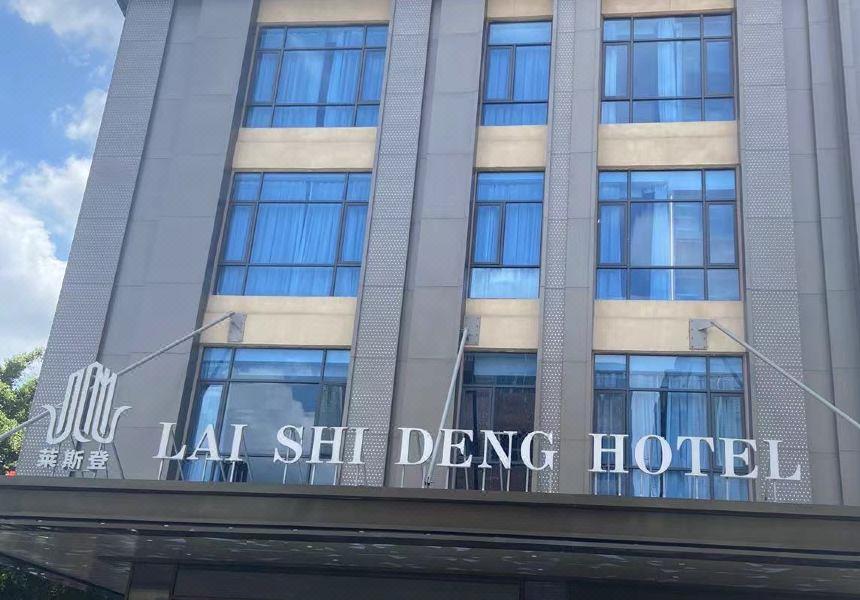 莱斯登
LAI SHI DENG HOTEL